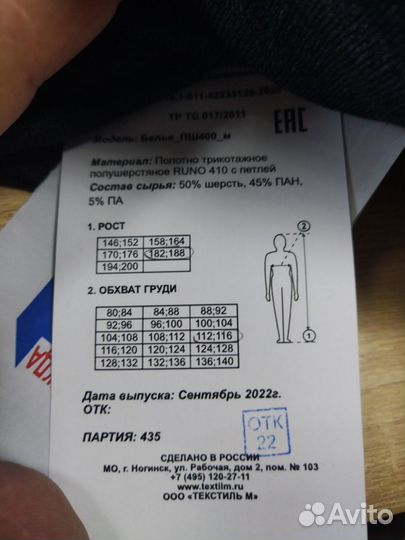 ТР ТС 017/2011
ЕАС
Модель: Белье_ПШ400_м
Материал: Полотно трикотажное
полушерстяное RUNO 410 с петлей
Состав сырья: 50% шерсть, 45% ПАН,
5% ПА
1. РОСТ
146;152 158;164
170;176 182;188
194;200
2. ОБХВАТ ГРУДИ
80;84 84;88 88;92
92;96 96;100 100;104
104;108 108;112 112;116
116;120 120;124 124;128
128;132 132;136 136;140
2
1
Дата выпуска: Сентябрь 2022г.
ОТК:
ОТК
22
ПАРТИЯ: 435
СДЕЛАНО В РОССИИ
МО, г. Ногинск, ул. Рабочая, дом 2, пом. № 103
+7 (495) 120-27-11
www.textilm.ru
ООО «ТЕКСТИЛЬ М»
Avito